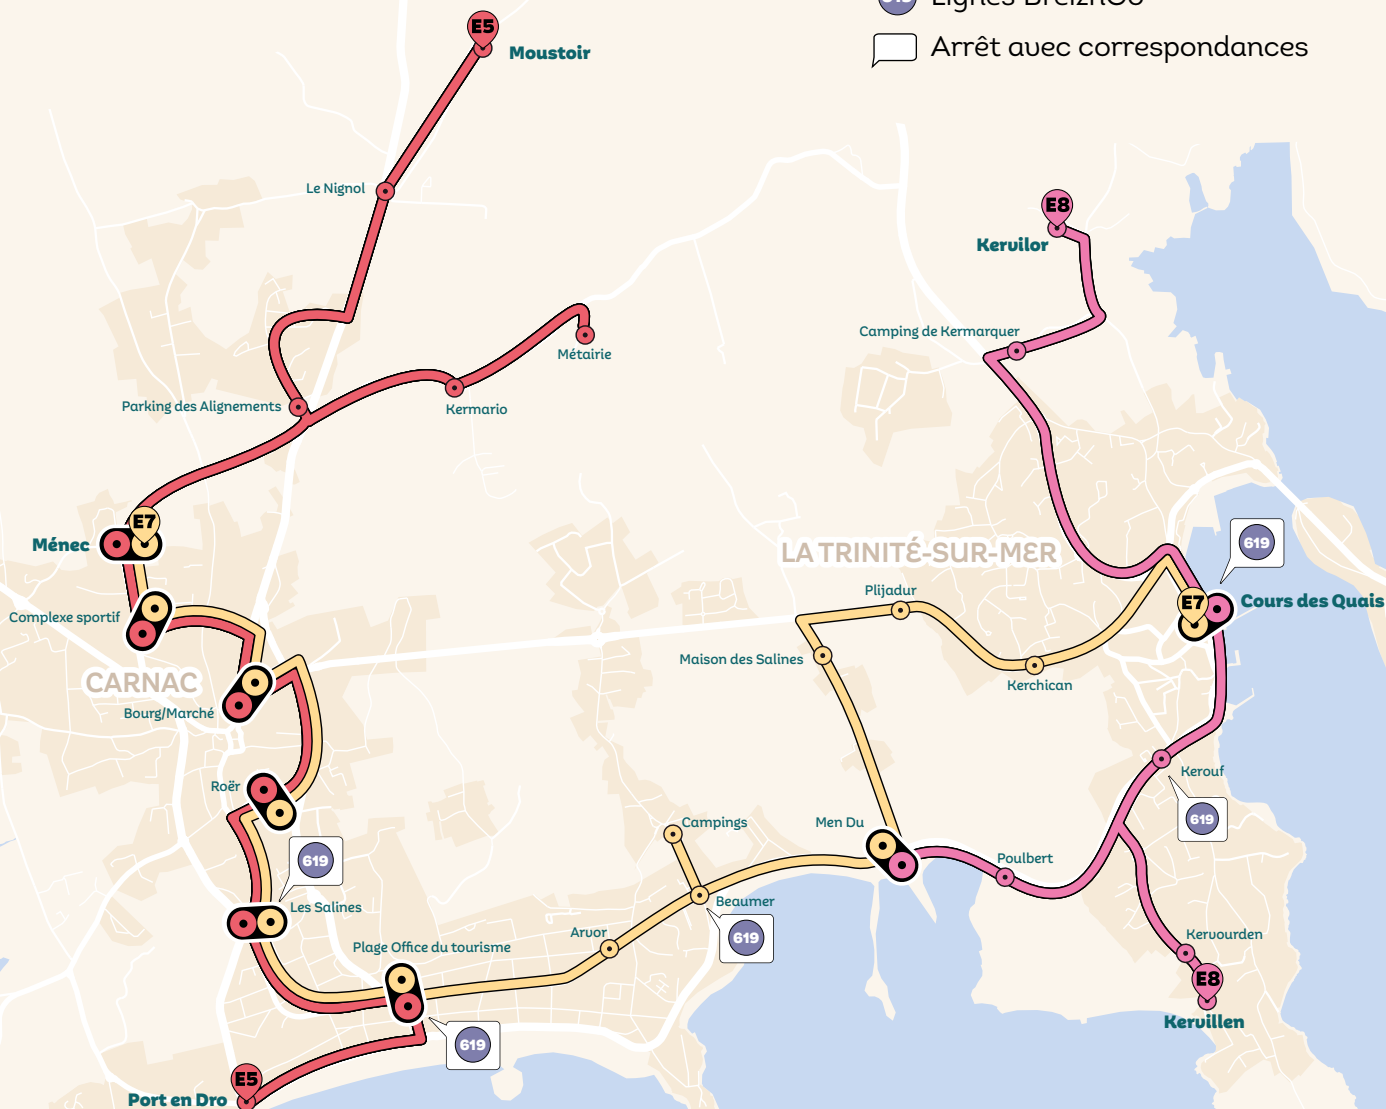 Arrêt avec correspondances
E5
Moustoir
Le Nignol
E8
Kervilor
Camping de Kermarquer
Métairie
Parking des Alignements
Kermario
E7
Ménec
619
LA TRINITÉ-SUR-MER
Plijadur
E7
Cours des Quais
Complexe sportif
Maison des Salines
Kerchican
CARNAC
Bourg/Marché
Kerouf
Roër
619
Campings
Men Du
619
Poulbert
Les Salines
Beaumer
Arvor
619
Kervourden
Plage Office du tourisme
E8
Kervillen
619
E5
Port en Dro